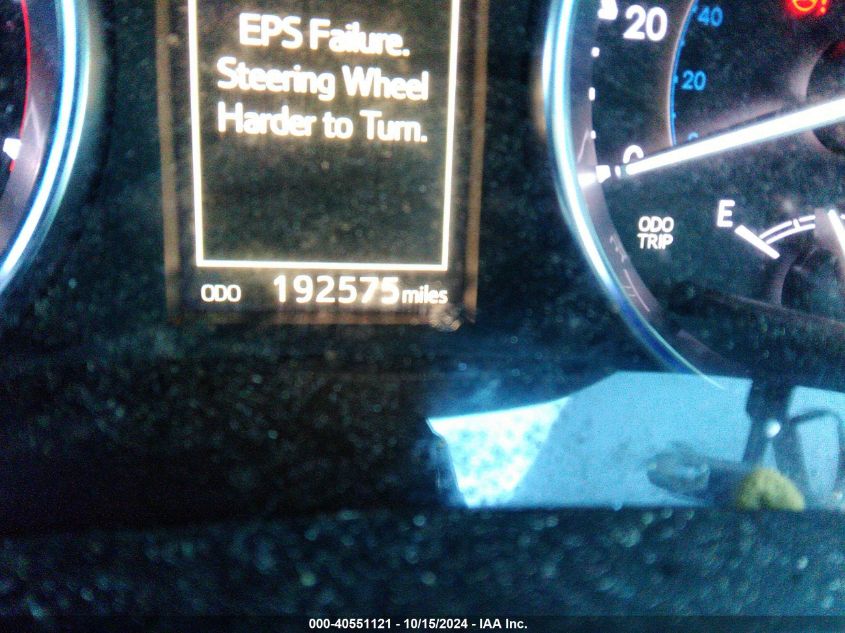 EPS Failure.
Steering Wheel
Harder to Turn.
ODO 192575 miles
20
0
40
20
ODO
TRIP
E
000-40551121 - 10/15/2024 - IAA Inc.